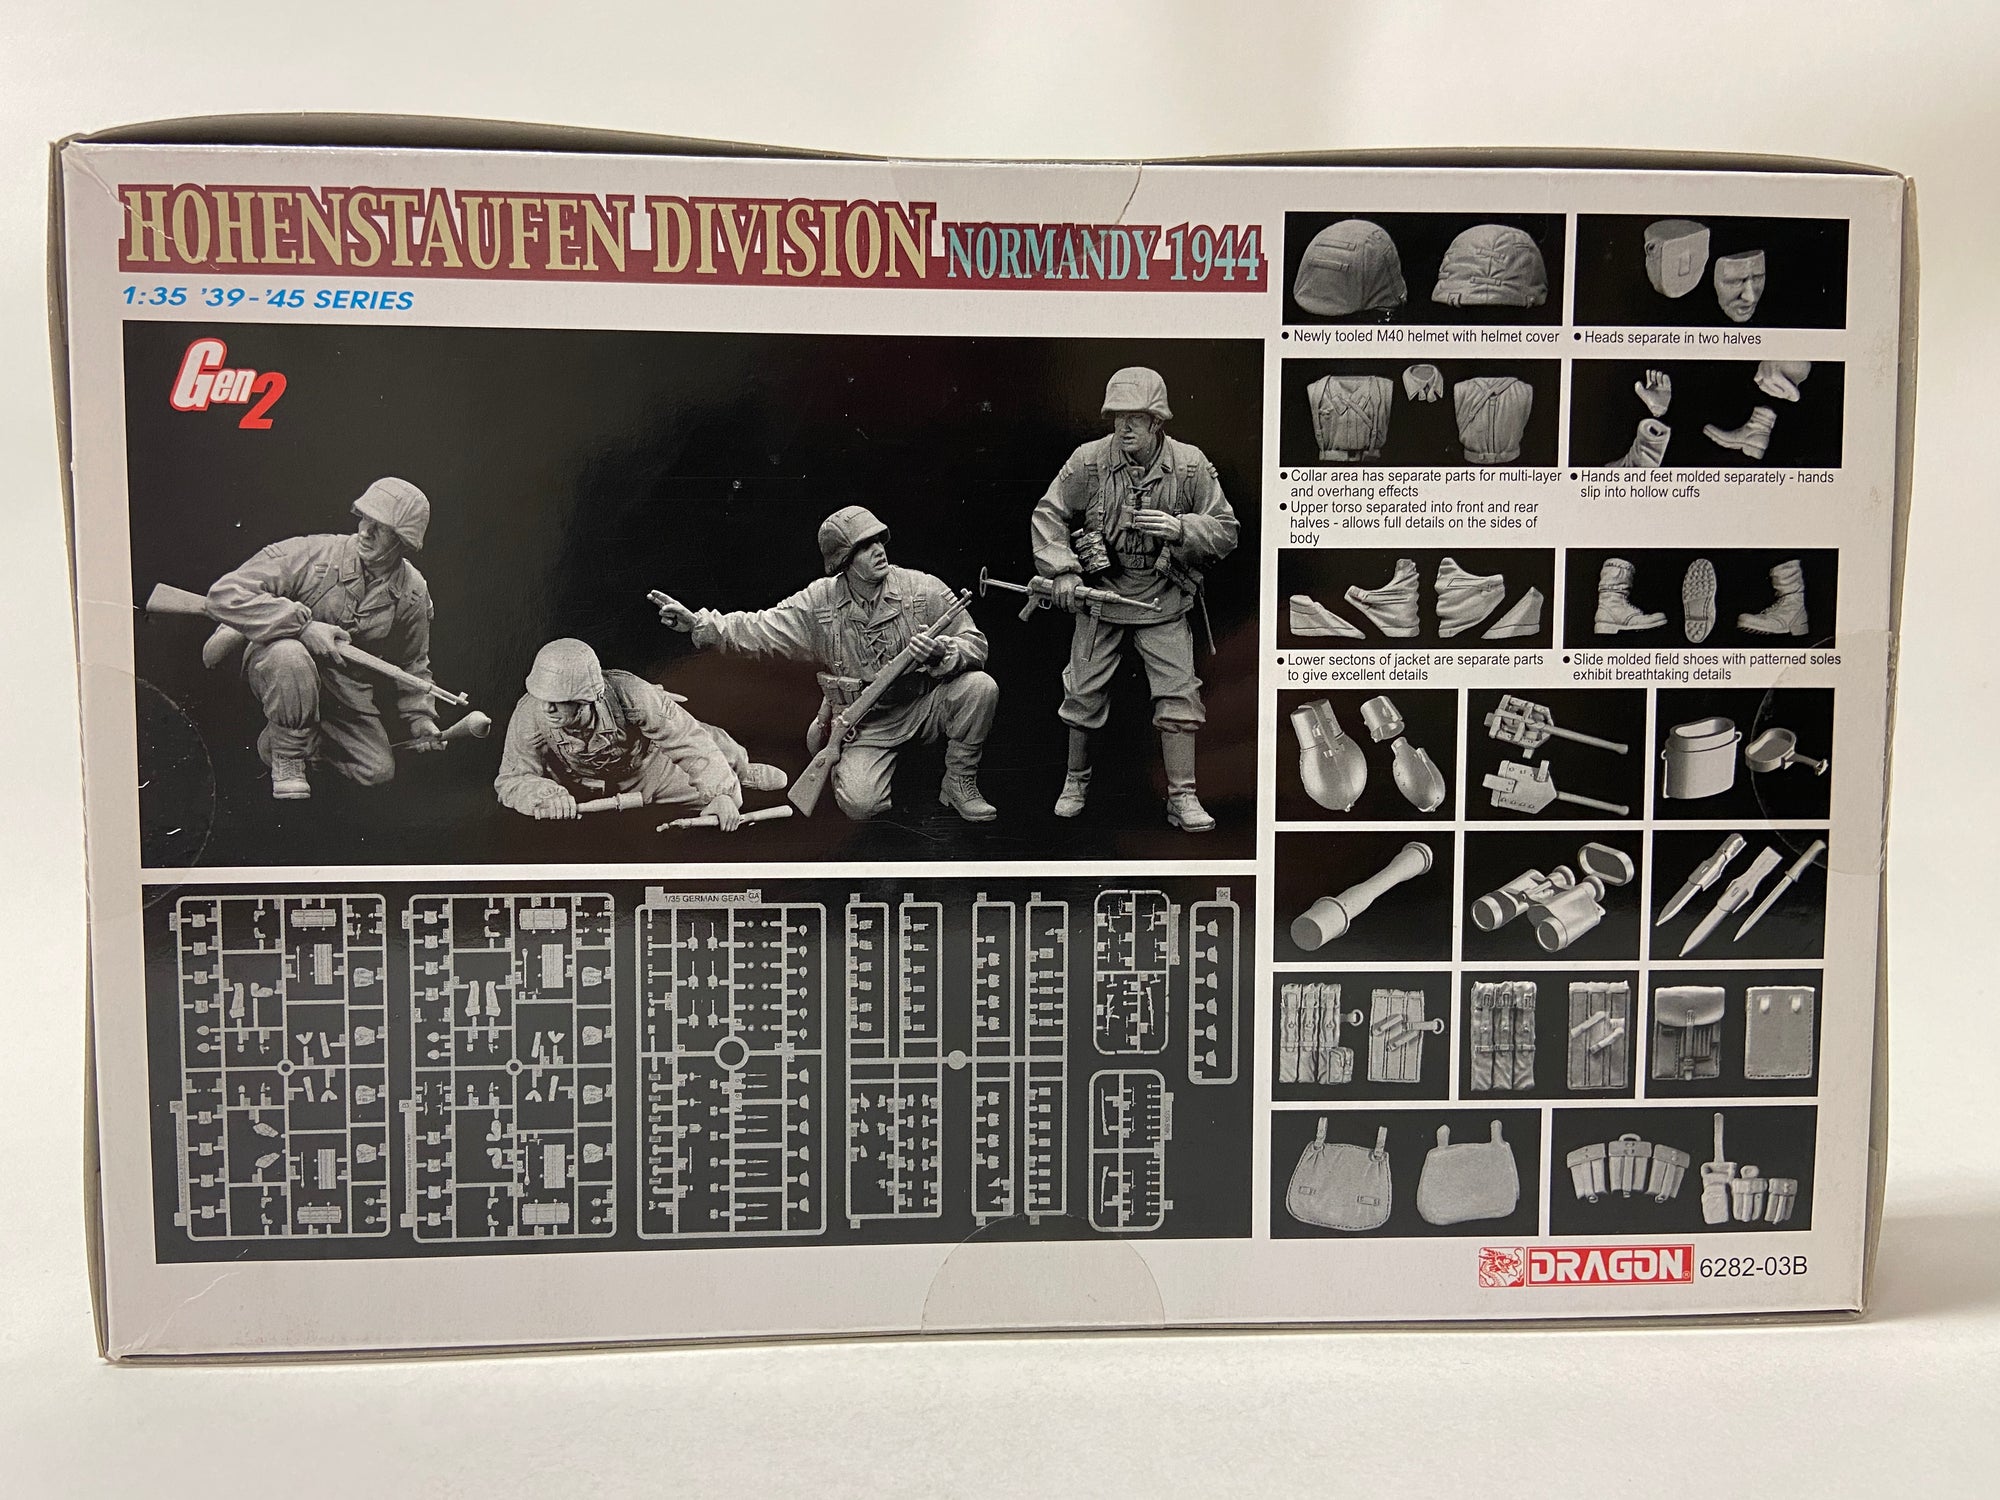 HOHENSTAUFEN DIVISION NORMANDY 1944
1:35 '39-'45 SERIES
Gen2
• Newly tooled M40 helmet with helmet cover
• Heads separate in two halves
• Collar area has separate parts for multi-layer
and overhang effects
• Upper torso separated into front and rear
halves - allows full details on the sides of
body
• Hands and feet molded separately - hands
slip into hollow cuffs
• Lower sectons of jacket are separate parts
to give excellent details
• Slide molded field shoes with patterned soles
exhibit breathtaking details
1/35 GERMAN GEAR GA
DRAGON® 6282-03B